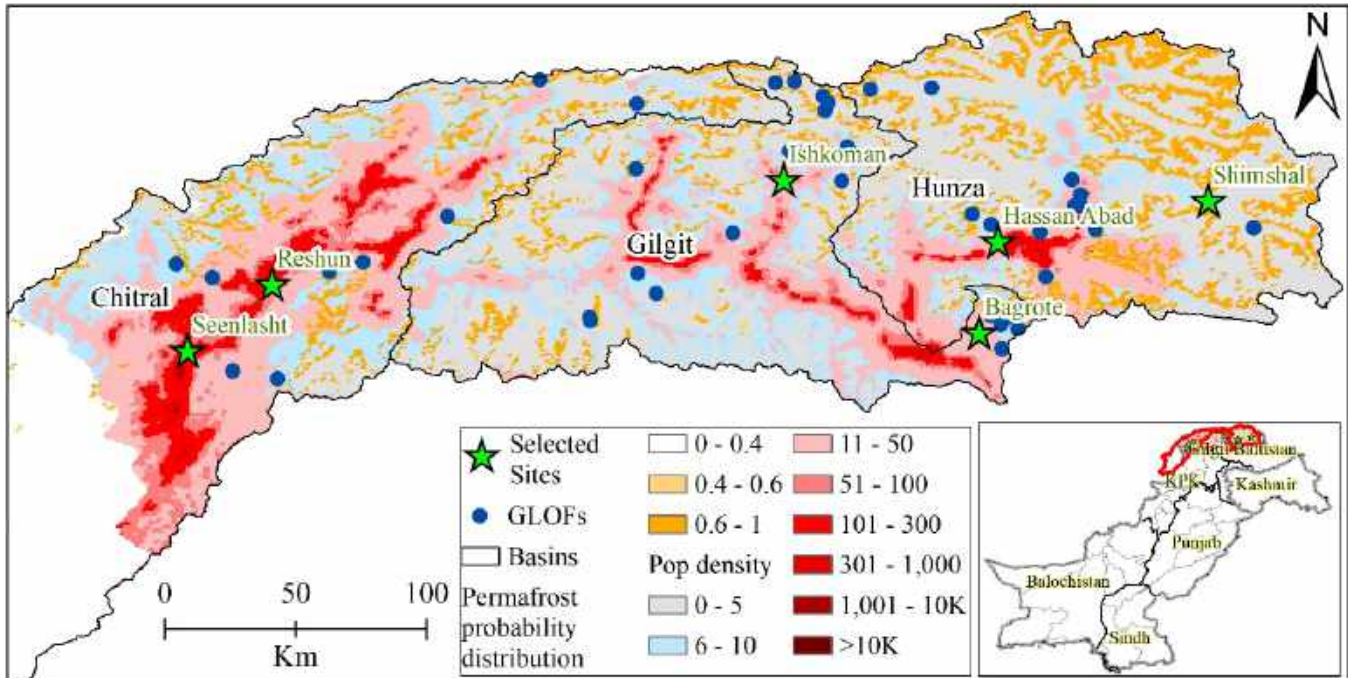 N
Ishkoman
Shimshal
Hunza
Hassan Abad
Gilgit
Reshun
Chitral
Bagrote
Seenlasht
Selected
Sites
GLOFs
Basins
Permafrost
probability
distribution
0 - 0.4
0.4 - 0.6
0.6 - 1
Pop density
0 - 5
6 - 10
11 - 50
51 - 100
101 - 300
301 - 1,000
1,001 - 10K
>10K
0 50 100
Km
Gilgit Baltistan
KPK
Kashmir
Punjab
Balochistan
Sindh